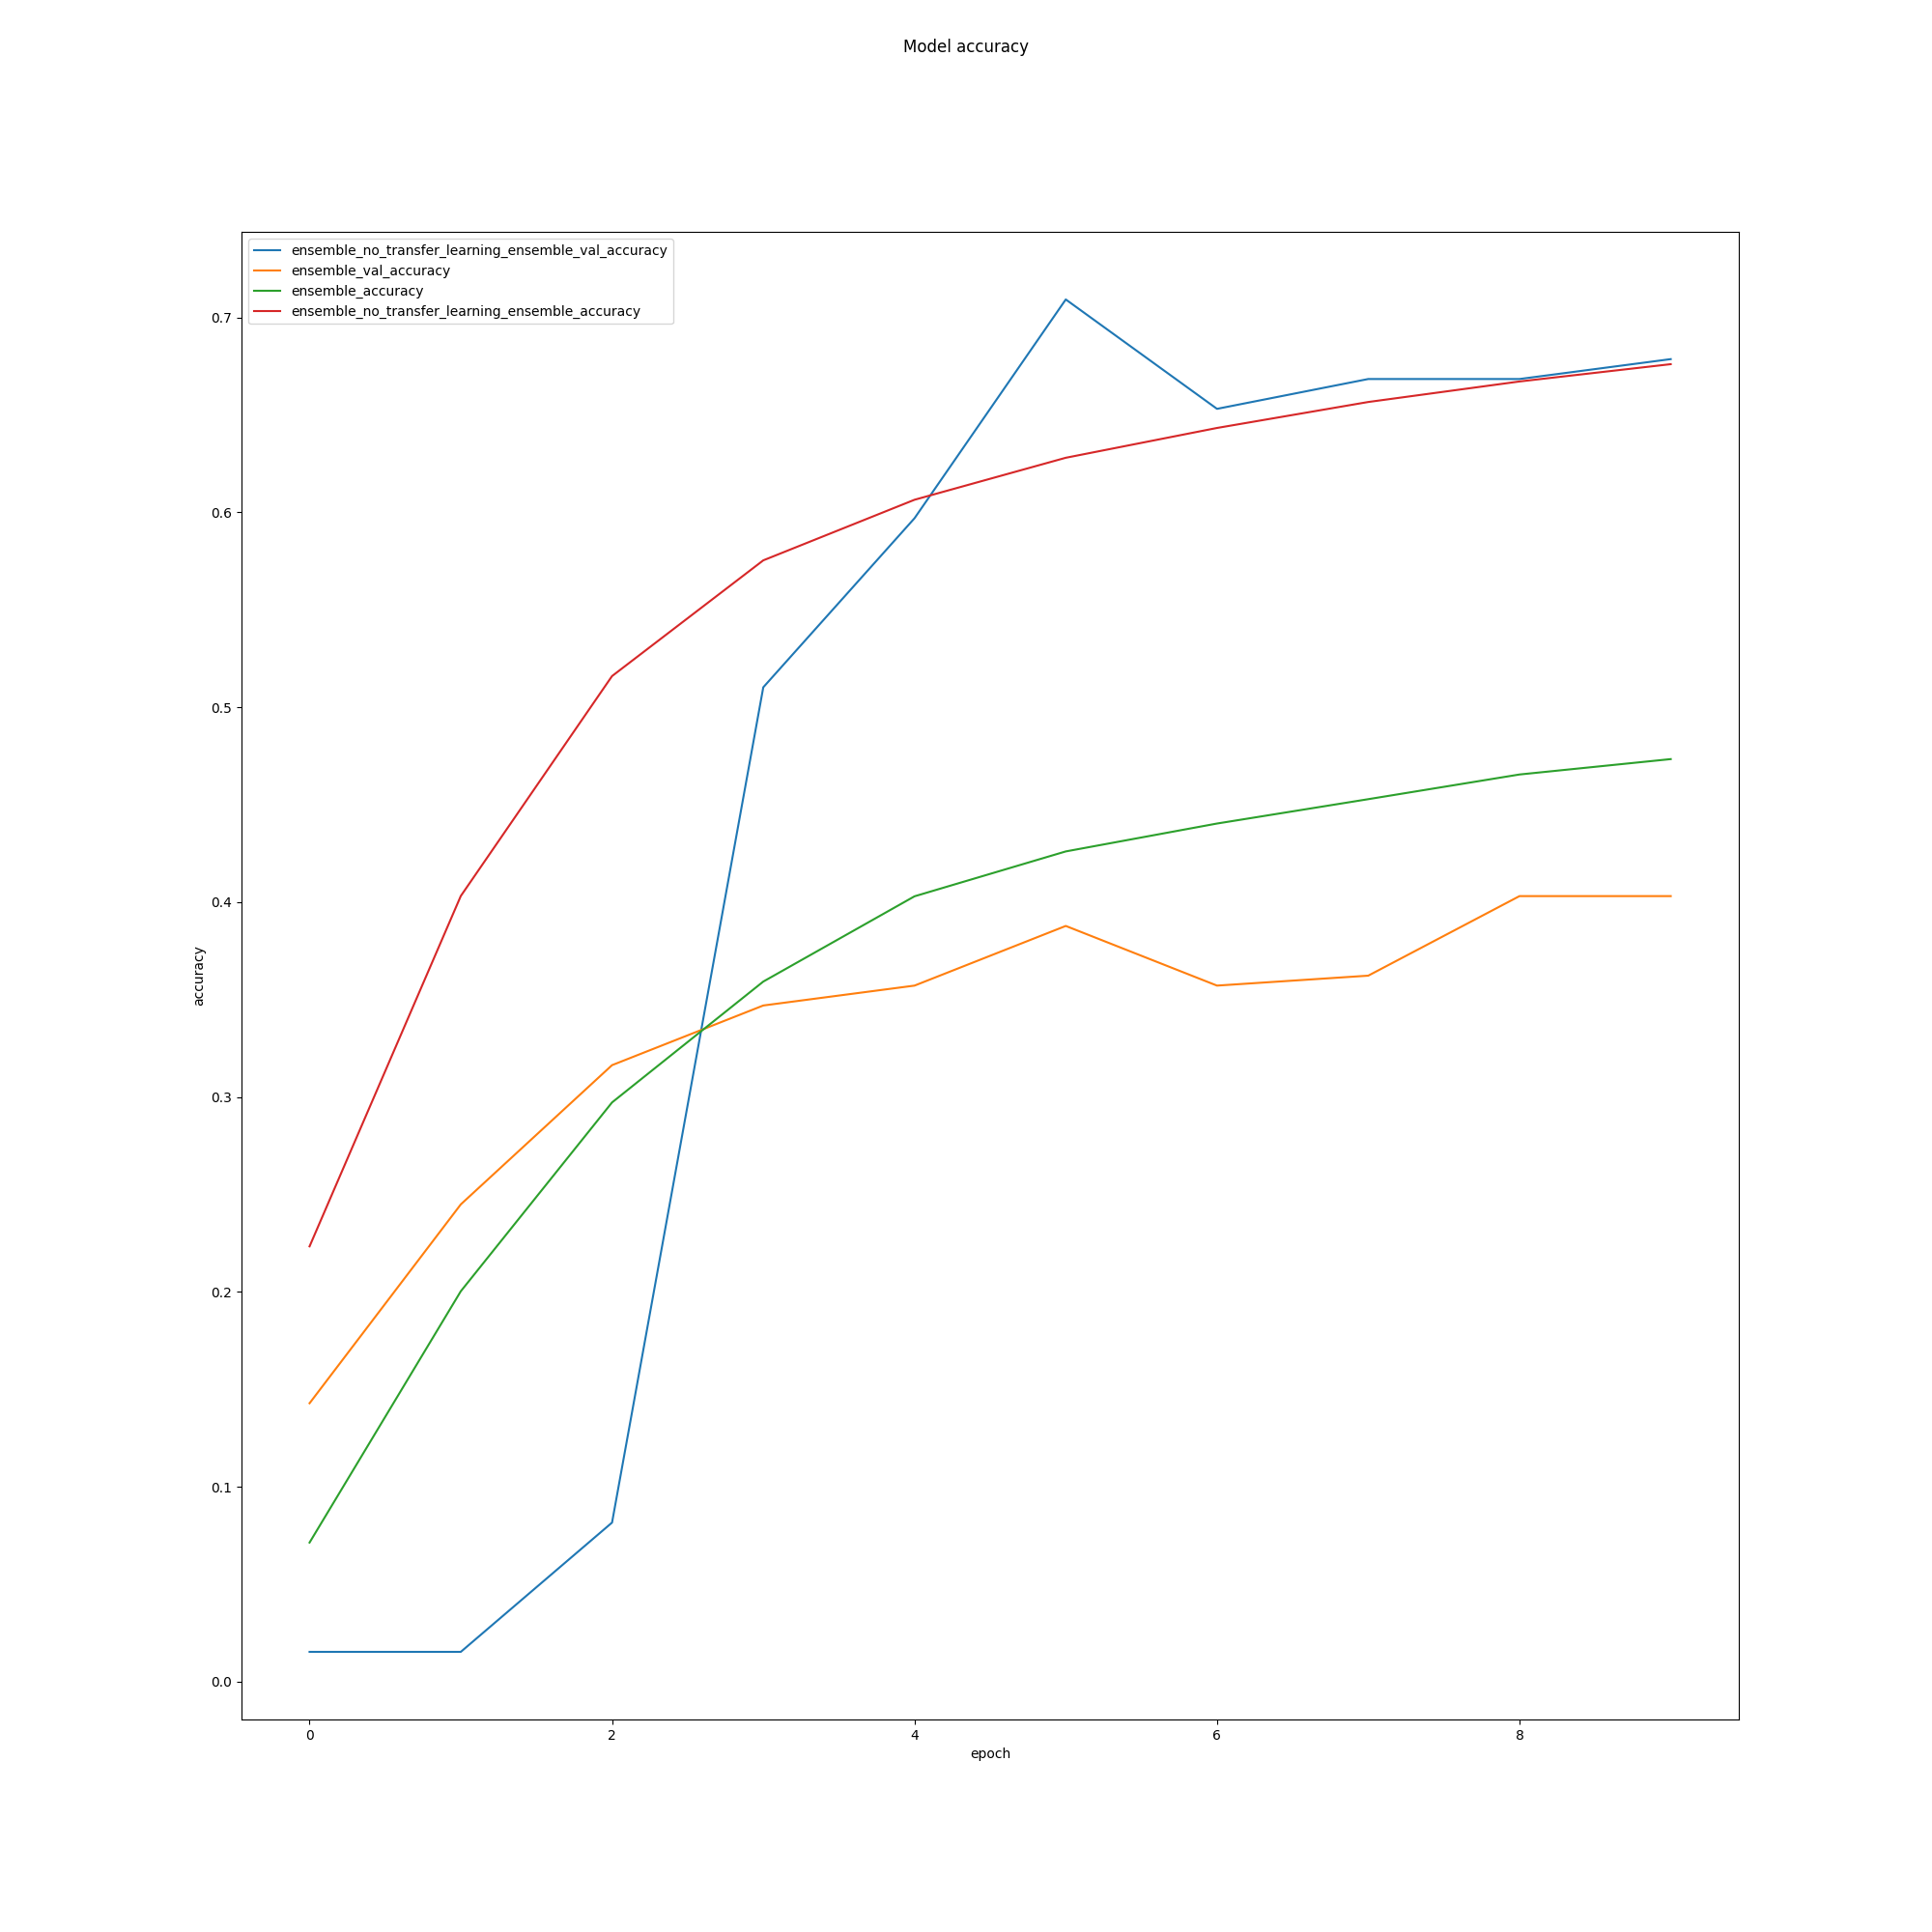 Model accuracy
ensemble_no_transfer_learning_ensemble_val_accuracy
ensemble_val_accuracy
ensemble_accuracy
ensemble_no_transfer_learning_ensemble_accuracy
0.7
0.6
0.5
0.4
accuracy
0.3
0.2
0.1
0.0
0 2 4 6 8
epoch